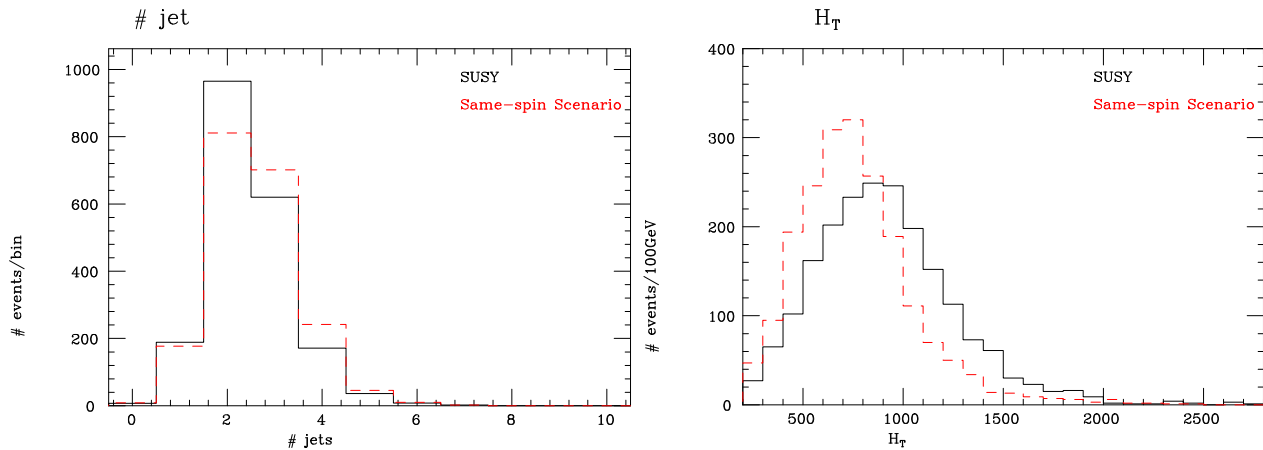 # jet
SUSY
Same-spin Scenario
# events/bin
1000
800
600
400
200
0
0 2 4 6 8 10
# jets
H_T
SUSY
Same-spin Scenario
# events/100GeV
400
300
200
100
0
500 1000 1500 2000 2500
H_T